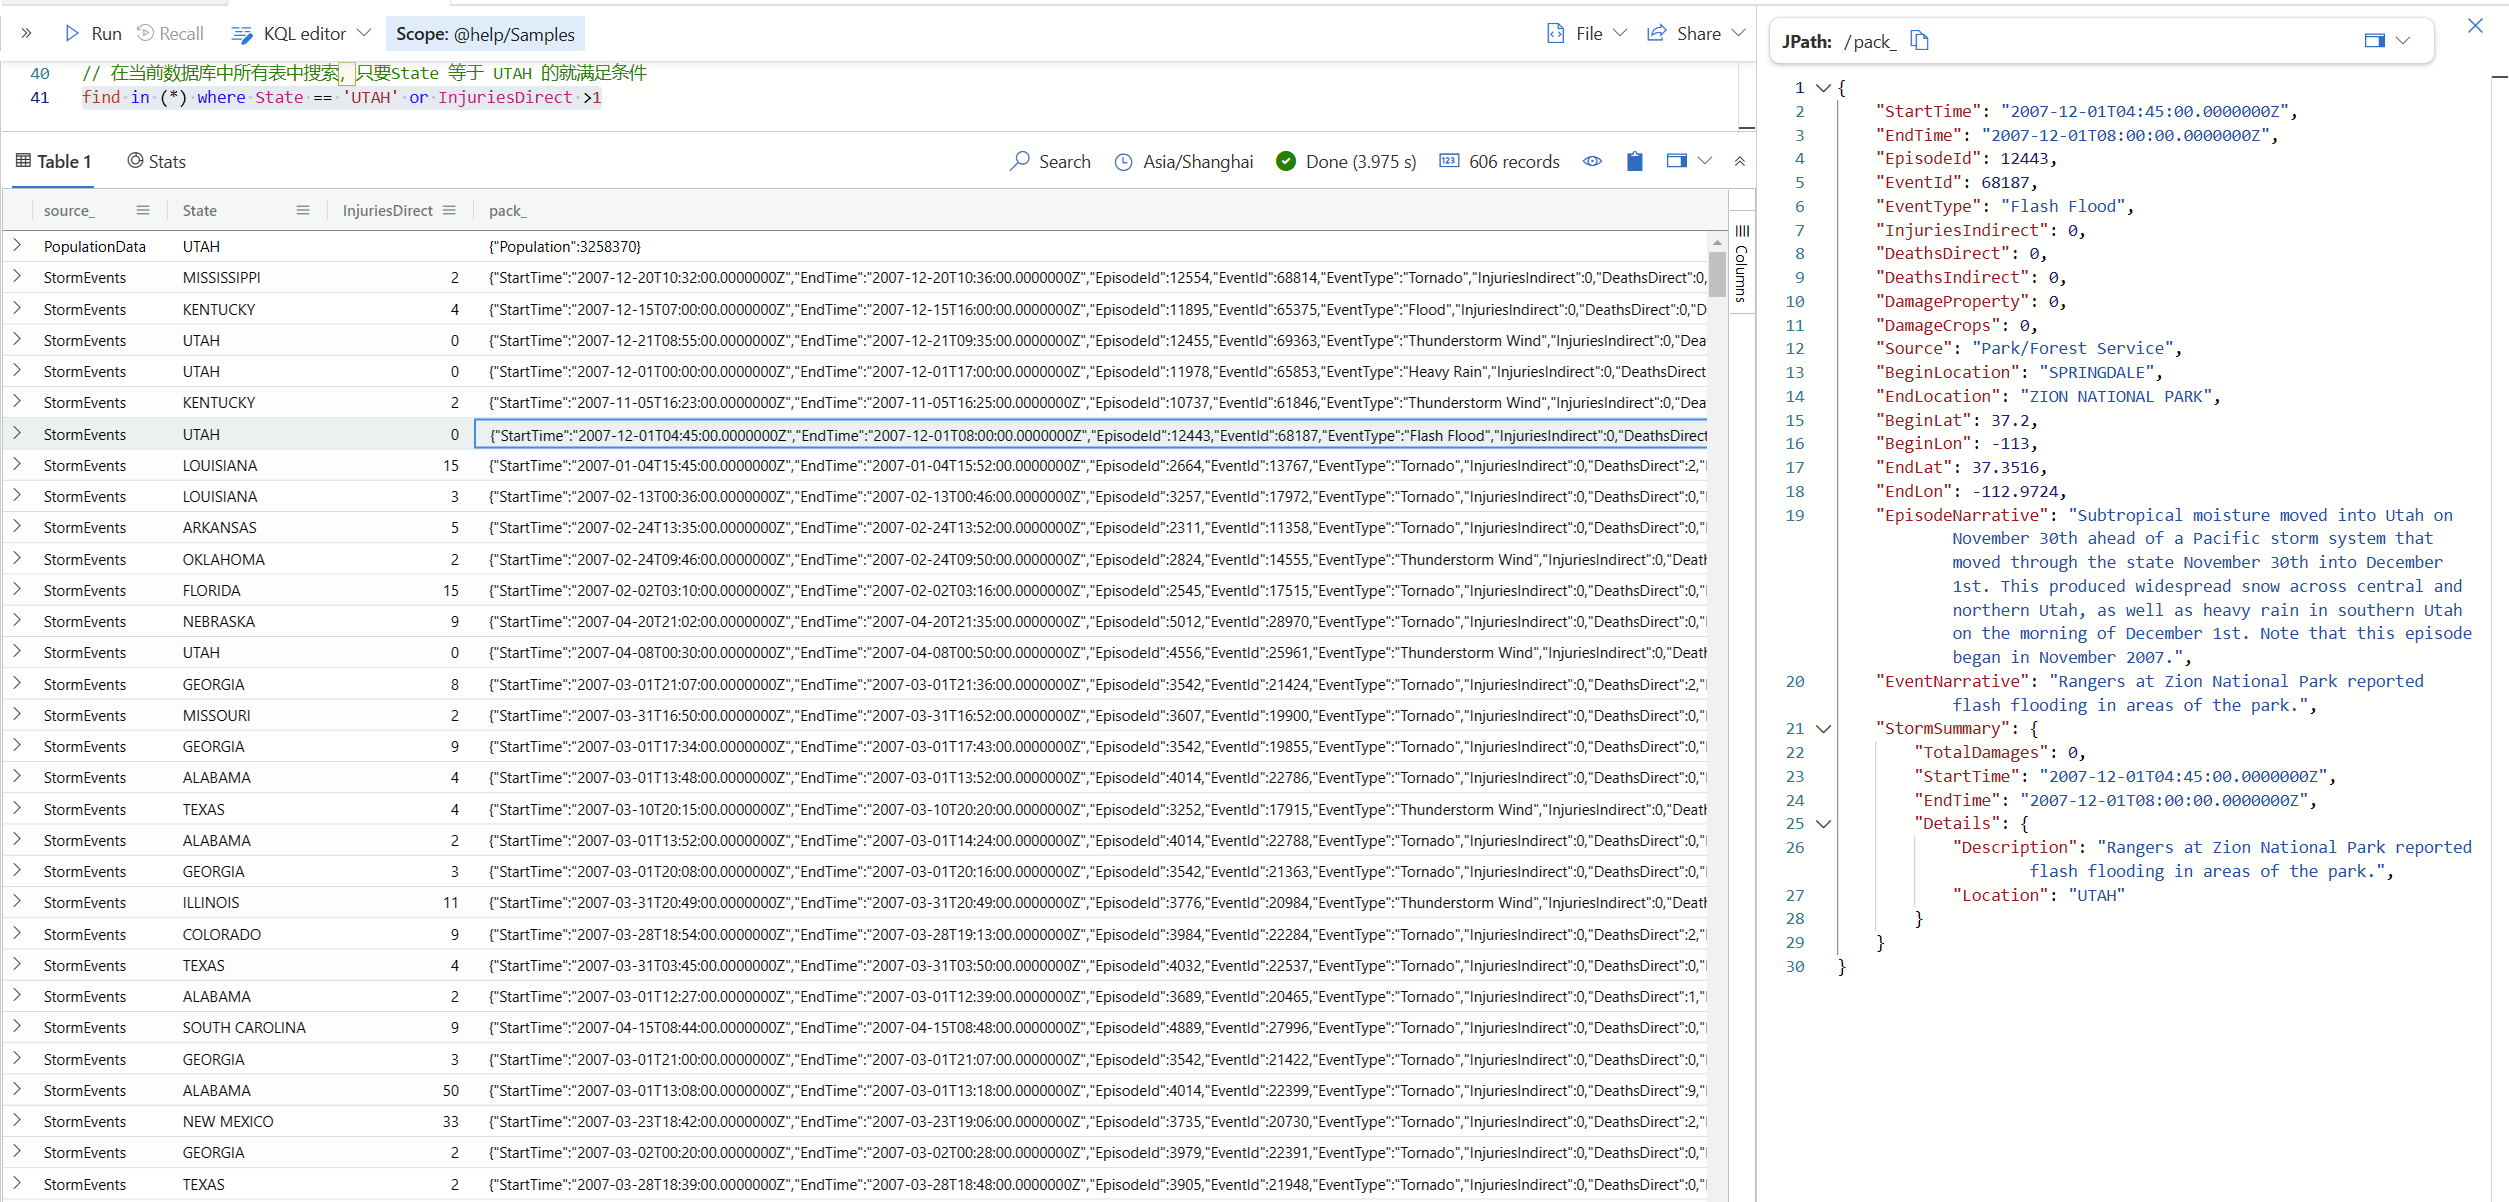 Run Recall KQL editor Scope: @help/Samples File Share
40 // 在当前数据库中所有表中搜索，只要State 等于 UTAH 的就满足条件
41 find in (*) where State == 'UTAH' or InjuriesDirect >1
Table 1 Stats Search Asia/Shanghai Done (3.975 s) 606 records
source_ State InjuriesDirect pack_
PopulationData UTAH {"Population":3258370}
StormEvents MISSISSIPPI 2 {"StartTime":"2007-12-20T10:32:00.0000000Z","EndTime":"2007-12-20T10:36:00.0000000Z","EpisodeId":12554,"EventId":68814,"EventType":"Tornado","InjuriesIndirect":0,"DeathsDirect":0,
StormEvents KENTUCKY 4 {"StartTime":"2007-12-15T07:00:00.0000000Z","EndTime":"2007-12-15T16:00:00.0000000Z","EpisodeId":11895,"EventId":65375,"EventType":"Flood","InjuriesIndirect":0,"DeathsDirect":0,"D
StormEvents UTAH 0 {"StartTime":"2007-12-21T08:55:00.0000000Z","EndTime":"2007-12-21T09:35:00.0000000Z","EpisodeId":12455,"EventId":69363,"EventType":"Thunderstorm Wind","InjuriesIndirect":0,"Dea
StormEvents UTAH 0 {"StartTime":"2007-12-01T00:00:00.0000000Z","EndTime":"2007-12-01T17:00:00.0000000Z","EpisodeId":11978,"EventId":65853,"EventType":"Heavy Rain","InjuriesIndirect":0,"DeathsDirect
StormEvents KENTUCKY 2 {"StartTime":"2007-11-05T16:23:00.0000000Z","EndTime":"2007-11-05T16:25:00.0000000Z","EpisodeId":10737,"EventId":61846,"EventType":"Thunderstorm Wind","InjuriesIndirect":0,"Dea
StormEvents UTAH 0 {"StartTime":"2007-12-01T04:45:00.0000000Z","EndTime":"2007-12-01T08:00:00.0000000Z","EpisodeId":12443,"EventId":68187,"EventType":"Flash Flood","InjuriesIndirect":0,"DeathsDirect
StormEvents LOUISIANA 15 {"StartTime":"2007-01-04T15:45:00.0000000Z","EndTime":"2007-01-04T15:52:00.0000000Z","EpisodeId":2664,"EventId":13767,"EventType":"Tornado","InjuriesIndirect":0,"DeathsDirect":2,"
StormEvents LOUISIANA 3 {"StartTime":"2007-02-13T00:36:00.0000000Z","EndTime":"2007-02-13T00:46:00.0000000Z","EpisodeId":3257,"EventId":17972,"EventType":"Tornado","InjuriesIndirect":0,"DeathsDirect":0,"
StormEvents ARKANSAS 5 {"StartTime":"2007-02-24T13:35:00.0000000Z","EndTime":"2007-02-24T13:52:00.0000000Z","EpisodeId":2311,"EventId":11358,"EventType":"Tornado","InjuriesIndirect":0,"DeathsDirect":0,"
StormEvents OKLAHOMA 2 {"StartTime":"2007-02-24T09:46:00.0000000Z","EndTime":"2007-02-24T09:50:00.0000000Z","EpisodeId":2824,"EventId":14555,"EventType":"Thunderstorm Wind","InjuriesIndirect":0,"Deat
StormEvents FLORIDA 15 {"StartTime":"2007-02-02T03:10:00.0000000Z","EndTime":"2007-02-02T03:16:00.0000000Z","EpisodeId":2545,"EventId":17515,"EventType":"Tornado","InjuriesIndirect":0,"DeathsDirect":0,"
StormEvents NEBRASKA 9 {"StartTime":"2007-04-20T21:02:00.0000000Z","EndTime":"2007-04-20T21:35:00.0000000Z","EpisodeId":5012,"EventId":28970,"EventType":"Tornado","InjuriesIndirect":0,"DeathsDirect":0,"
StormEvents UTAH 0 {"StartTime":"2007-04-08T00:30:00.0000000Z","EndTime":"2007-04-08T00:50:00.0000000Z","EpisodeId":4556,"EventId":25961,"EventType":"Thunderstorm Wind","InjuriesIndirect":0,"Deat
StormEvents GEORGIA 8 {"StartTime":"2007-03-01T21:07:00.0000000Z","EndTime":"2007-03-01T21:36:00.0000000Z","EpisodeId":3542,"EventId":21424,"EventType":"Tornado","InjuriesIndirect":0,"DeathsDirect":2,"
StormEvents MISSOURI 2 {"StartTime":"2007-03-31T16:50:00.0000000Z","EndTime":"2007-03-31T16:52:00.0000000Z","EpisodeId":3607,"EventId":19900,"EventType":"Tornado","InjuriesIndirect":0,"DeathsDirect":0,"
StormEvents GEORGIA 9 {"StartTime":"2007-03-01T17:34:00.0000000Z","EndTime":"2007-03-01T17:43:00.0000000Z","EpisodeId":3542,"EventId":19855,"EventType":"Tornado","InjuriesIndirect":0,"DeathsDirect":0,"
StormEvents ALABAMA 4 {"StartTime":"2007-03-01T13:48:00.0000000Z","EndTime":"2007-03-01T13:52:00.0000000Z","EpisodeId":4014,"EventId":22786,"EventType":"Tornado","InjuriesIndirect":0,"DeathsDirect":0,"
StormEvents TEXAS 4 {"StartTime":"2007-03-10T20:15:00.0000000Z","EndTime":"2007-03-10T20:20:00.0000000Z","EpisodeId":3252,"EventId":17915,"EventType":"Thunderstorm Wind","InjuriesIndirect":0,"Deat
StormEvents ALABAMA 2 {"StartTime":"2007-03-01T13:52:00.0000000Z","EndTime":"2007-03-01T14:24:00.0000000Z","EpisodeId":4014,"EventId":22788,"EventType":"Tornado","InjuriesIndirect":0,"DeathsDirect":0,"
StormEvents GEORGIA 3 {"StartTime":"2007-03-01T20:08:00.0000000Z","EndTime":"2007-03-01T20:16:00.0000000Z","EpisodeId":3542,"EventId":21363,"EventType":"Tornado","InjuriesIndirect":0,"DeathsDirect":0,"
StormEvents ILLINOIS 11 {"StartTime":"2007-03-31T20:49:00.0000000Z","EndTime":"2007-03-31T20:49:00.0000000Z","EpisodeId":3776,"EventId":20984,"EventType":"Thunderstorm Wind","InjuriesIndirect":0,"Deat
StormEvents COLORADO 9 {"StartTime":"2007-03-28T18:54:00.0000000Z","EndTime":"2007-03-28T19:13:00.0000000Z","EpisodeId":3984,"EventId":22284,"EventType":"Tornado","InjuriesIndirect":0,"DeathsDirect":2,"
StormEvents TEXAS 4 {"StartTime":"2007-03-31T03:45:00.0000000Z","EndTime":"2007-03-31T03:50:00.0000000Z","EpisodeId":4032,"EventId":22537,"EventType":"Tornado","InjuriesIndirect":0,"DeathsDirect":0,"
StormEvents ALABAMA 2 {"StartTime":"2007-03-01T12:27:00.0000000Z","EndTime":"2007-03-01T12:39:00.0000000Z","EpisodeId":3689,"EventId":20465,"EventType":"Tornado","InjuriesIndirect":0,"DeathsDirect":1,"
StormEvents SOUTH CAROLINA 9 {"StartTime":"2007-04-15T08:44:00.0000000Z","EndTime":"2007-04-15T08:48:00.0000000Z","EpisodeId":4889,"EventId":27996,"EventType":"Tornado","InjuriesIndirect":0,"DeathsDirect":0,"
StormEvents GEORGIA 3 {"StartTime":"2007-03-01T21:00:00.0000000Z","EndTime":"2007-03-01T21:07:00.0000000Z","EpisodeId":3542,"EventId":21422,"EventType":"Tornado","InjuriesIndirect":0,"DeathsDirect":0,"
StormEvents ALABAMA 50 {"StartTime":"2007-03-01T13:08:00.0000000Z","EndTime":"2007-03-01T13:18:00.0000000Z","EpisodeId":4014,"EventId":22399,"EventType":"Tornado","InjuriesIndirect":0,"DeathsDirect":9,"
StormEvents NEW MEXICO 33 {"StartTime":"2007-03-23T18:42:00.0000000Z","EndTime":"2007-03-23T19:06:00.0000000Z","EpisodeId":3735,"EventId":20730,"EventType":"Tornado","InjuriesIndirect":0,"DeathsDirect":2,"
StormEvents GEORGIA 2 {"StartTime":"2007-03-02T00:20:00.0000000Z","EndTime":"2007-03-02T00:28:00.0000000Z","EpisodeId":3979,"EventId":22391,"EventType":"Tornado","InjuriesIndirect":0,"DeathsDirect":0,"
StormEvents TEXAS 2 {"StartTime":"2007-03-28T18:39:00.0000000Z","EndTime":"2007-03-28T18:48:00.0000000Z","EpisodeId":3905,"EventId":21948,"EventType":"Tornado","InjuriesIndirect":0,"DeathsDirect":0,"
Columns
JPath: /pack_
1 {
2 "StartTime": "2007-12-01T04:45:00.0000000Z",
3 "EndTime": "2007-12-01T08:00:00.0000000Z",
4 "EpisodeId": 12443,
5 "EventId": 68187,
6 "EventType": "Flash Flood",
7 "InjuriesIndirect": 0,
8 "DeathsDirect": 0,
9 "DeathsIndirect": 0,
10 "DamageProperty": 0,
11 "DamageCrops": 0,
12 "Source": "Park/Forest Service",
13 "BeginLocation": "SPRINGDALE",
14 "EndLocation": "ZION NATIONAL PARK",
15 "BeginLat": 37.2,
16 "BeginLon": -113,
17 "EndLat": 37.3516,
18 "EndLon": -112.9724,
19 "EpisodeNarrative": "Subtropical moisture moved into Utah on
November 30th ahead of a Pacific storm system that
moved through the state November 30th into December
1st. This produced widespread snow across central and
northern Utah, as well as heavy rain in southern Utah
on the morning of December 1st. Note that this episode
began in November 2007.",
20 "EventNarrative": "Rangers at Zion National Park reported
flash flooding in areas of the park.",
21 "StormSummary": {
22 "TotalDamages": 0,
23 "StartTime": "2007-12-01T04:45:00.0000000Z",
24 "EndTime": "2007-12-01T08:00:00.0000000Z",
25 "Details": {
26 "Description": "Rangers at Zion National Park reported
flash flooding in areas of the park.",
27 "Location": "UTAH"
28 }
29 }
30 }